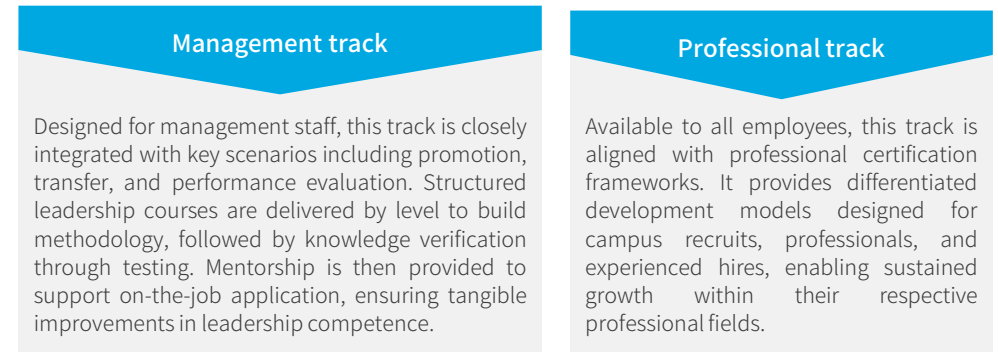 Management track
Designed for management staff, this track is closely
integrated with key scenarios including promotion,
transfer, and performance evaluation. Structured
leadership courses are delivered by level to build
methodology, followed by knowledge verification
through testing. Mentorship is then provided to
support on-the-job application, ensuring tangible
improvements in leadership competence.
Professional track
Available to all employees, this track is
aligned with professional certification
frameworks. It provides differentiated
development models designed for
campus recruits, professionals, and
experienced hires, enabling sustained
growth within their respective
professional fields.